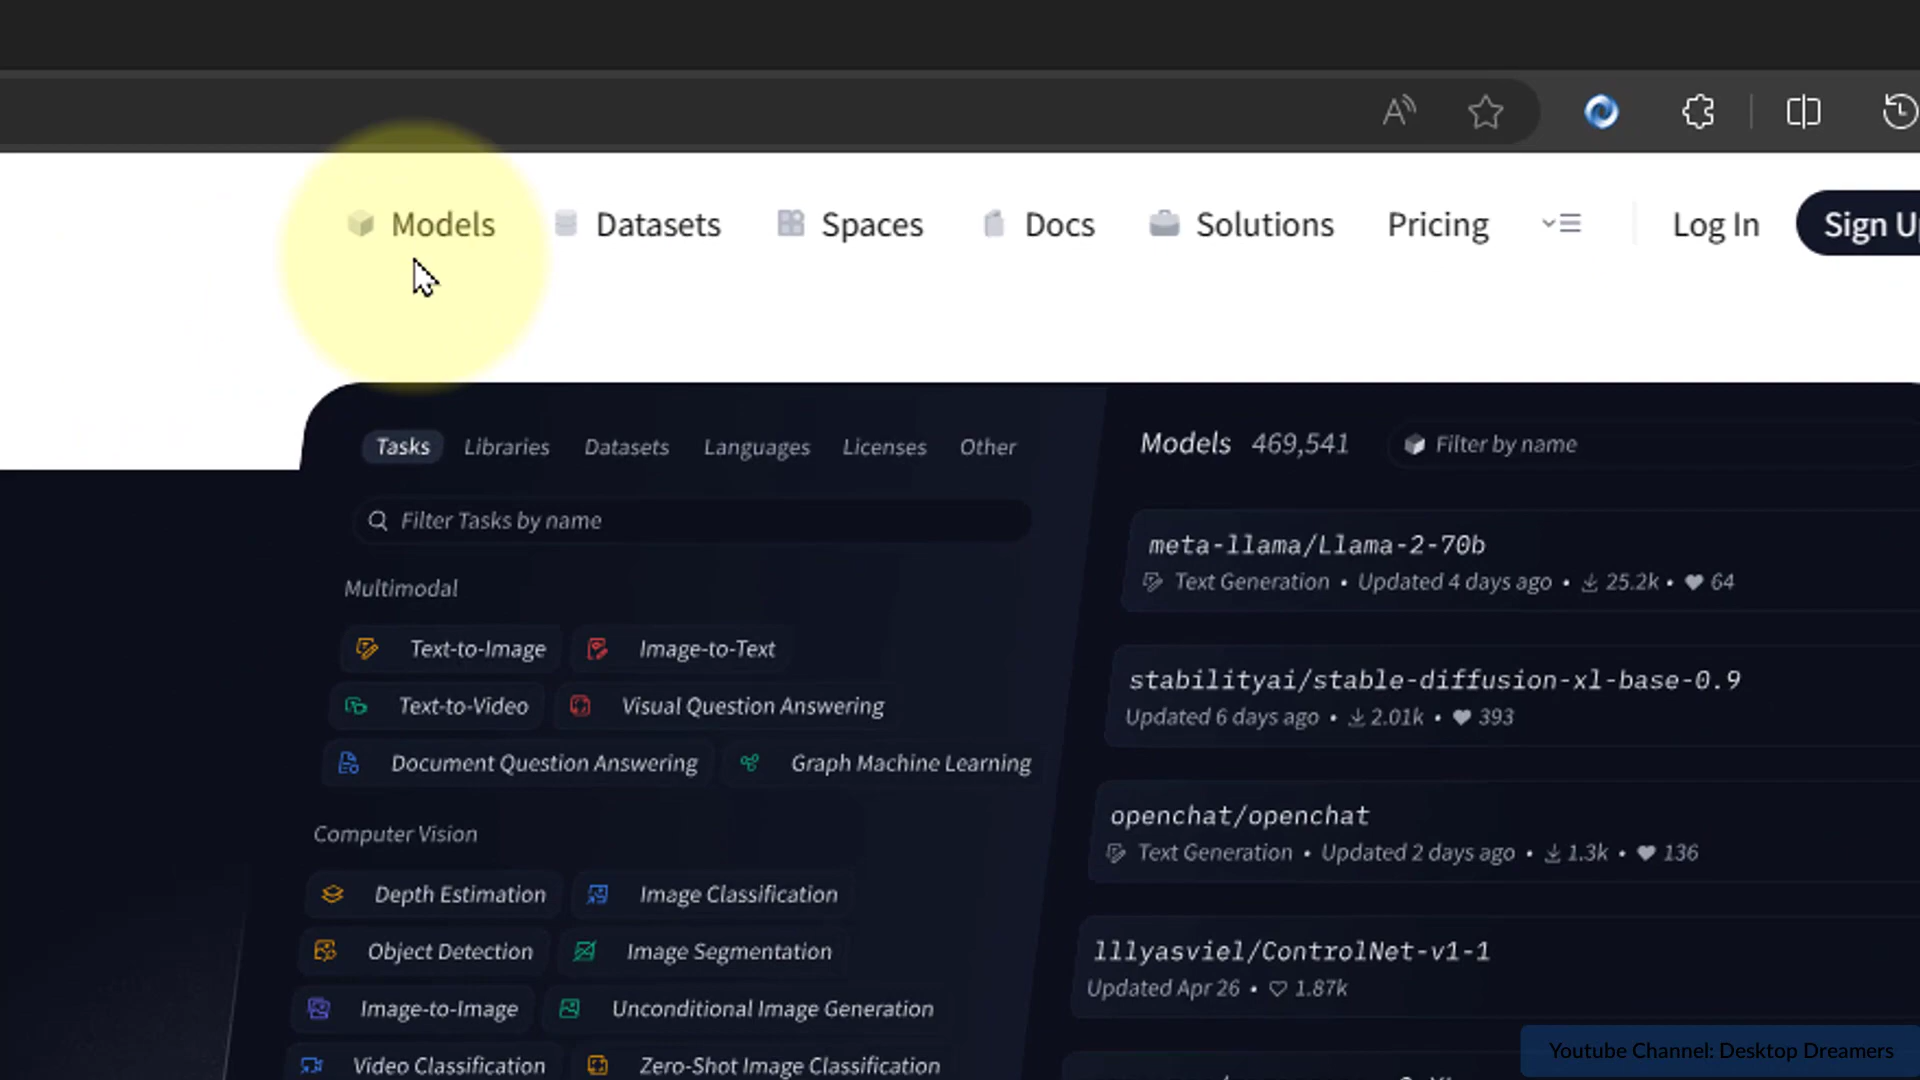 Models Datasets Spaces Docs Solutions Pricing Log In Sign U
Tasks Libraries Datasets Languages Licenses Other
Filter Tasks by name
Multimodal
Text-to-Image Image-to-Text
Text-to-Video Visual Question Answering
Document Question Answering Graph Machine Learning
Computer Vision
Depth Estimation Image Classification
Object Detection Image Segmentation
Image-to-Image Unconditional Image Generation
Video Classification Zero-Shot Image Classification
Models 469,541 Filter by name
meta-llama/Llama-2-70b
Text Generation • Updated 4 days ago • 25.2k • 64
stabilityai/stable-diffusion-xl-base-0.9
Updated 6 days ago • 2.01k • 393
openchat/openchat
Text Generation • Updated 2 days ago • 1.3k • 136
lllyasviel/ControlNet-v1-1
Updated Apr 26 • 1.87k
Youtube Channel: Desktop Dreamers